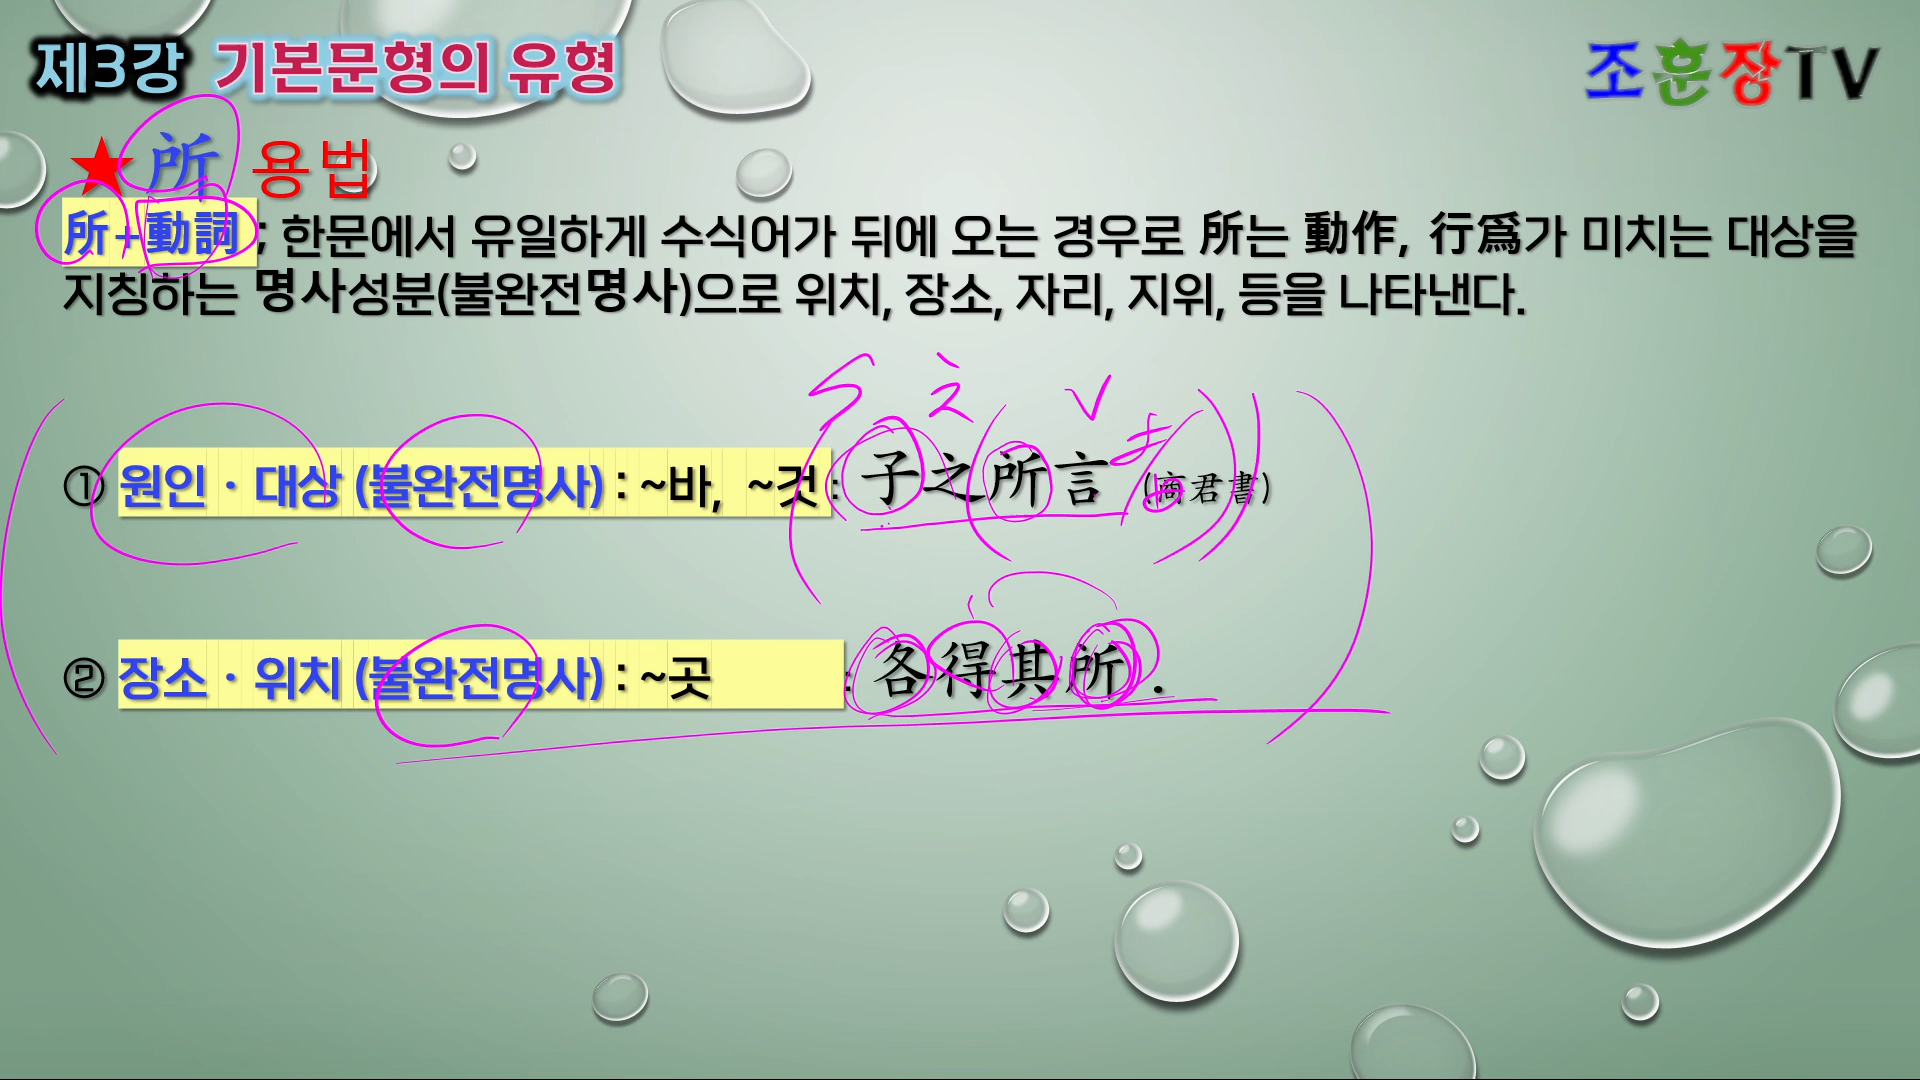 제3강 기본문형의 유형
조훈장TV
★所 용법
所+動詞 ; 한문에서 유일하게 수식어가 뒤에 오는 경우로 所는 動作, 行爲가 미치는 대상을
지칭하는 명사성분(불완전명사)으로 위치, 장소, 자리, 지위, 등을 나타낸다.
① 원인ㆍ대상 (불완전명사) : ~바, ~것 : 子之所言 (商君書)
② 장소ㆍ위치 (불완전명사) : ~곳 : 各得其所 .